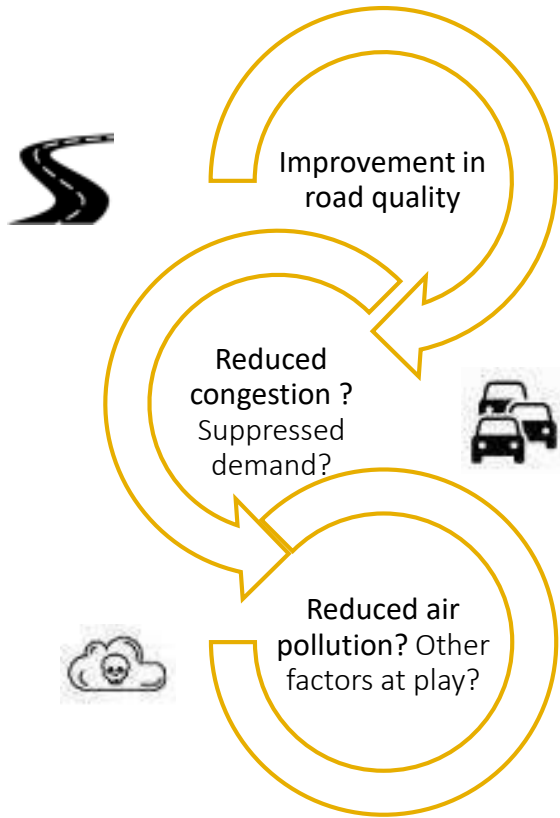 Improvement in
road quality
Reduced
congestion ?
Suppressed
demand?
Reduced air
pollution? Other
factors at play?